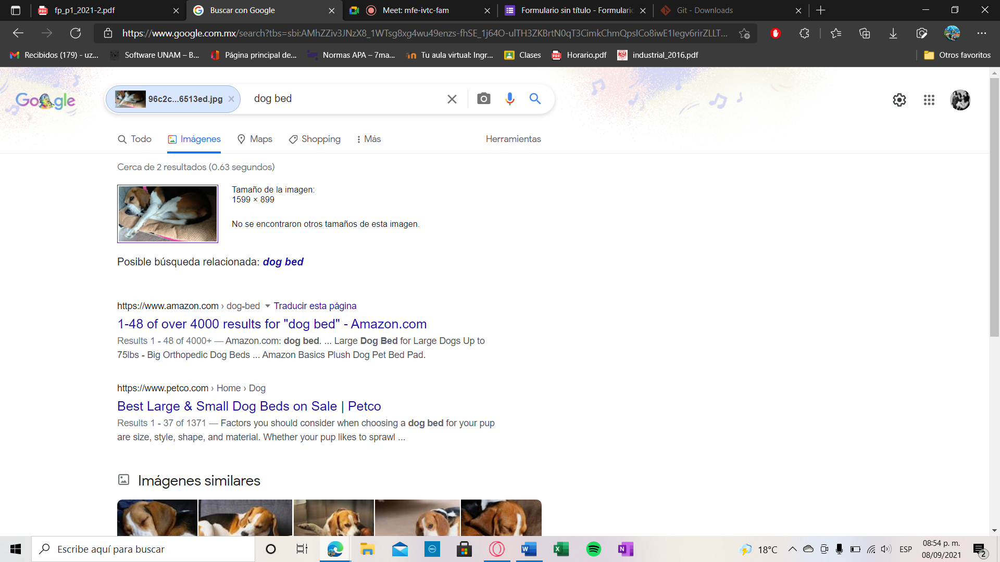 fp_p1_2021-2.pdf
Buscar con Google
Meet: mfe-ivtc-fam
Formulario sin título - Formulario
Git - Downloads
https://www.google.com.mx/search?tbs=sbi:AMhZZiv3JNzX8_1WTsg8xg4wu49enzs-fhSE_1j64O-ulTH3ZKBrtN0qT3CimkChmQpslCo8iwE1Iegv6rirZLLT...
Recibidos (179) - uz...
Software UNAM – B...
Página principal de...
Normas APA – 7ma...
Tu aula virtual: Ingr...
Clases
Horario.pdf
industrial_2016.pdf
Otros favoritos
Google
96c2c...6513ed.jpg
dog bed
Todo
Imágenes
Maps
Shopping
Más
Herramientas
Cerca de 2 resultados (0.63 segundos)
Tamaño de la imagen:
1599 × 899
No se encontraron otros tamaños de esta imagen.
Posible búsqueda relacionada: dog bed
https://www.amazon.com › dog-bed Traducir esta página
1-48 of over 4000 results for "dog bed" - Amazon.com
Results 1 - 48 of 4000+ — Amazon.com: dog bed. ... Large Dog Bed for Large Dogs Up to
75lbs - Big Orthopedic Dog Beds ... Amazon Basics Plush Dog Pet Bed Pad.
https://www.petco.com › Home › Dog
Best Large & Small Dog Beds on Sale | Petco
Results 1 - 37 of 1371 — Factors you should consider when choosing a dog bed for your pup
are size, style, shape, and material. Whether your pup likes to sprawl ...
Imágenes similares
Escribe aquí para buscar
18°C
ESP
08:54 p. m.
08/09/2021
2